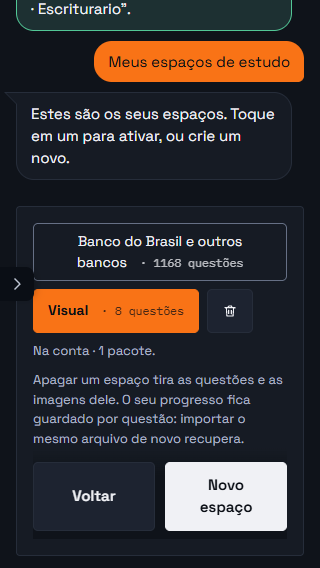 · Escriturario”.
Meus espaços de estudo
Estes são os seus espaços. Toque
em um para ativar, ou crie um
novo.
Banco do Brasil e outros
bancos · 1168 questões
Visual · 8 questões
Na conta · 1 pacote.
Apagar um espaço tira as questões e as
imagens dele. O seu progresso fica
guardado por questão: importar o
mesmo arquivo de novo recupera.
Voltar
Novo
espaço